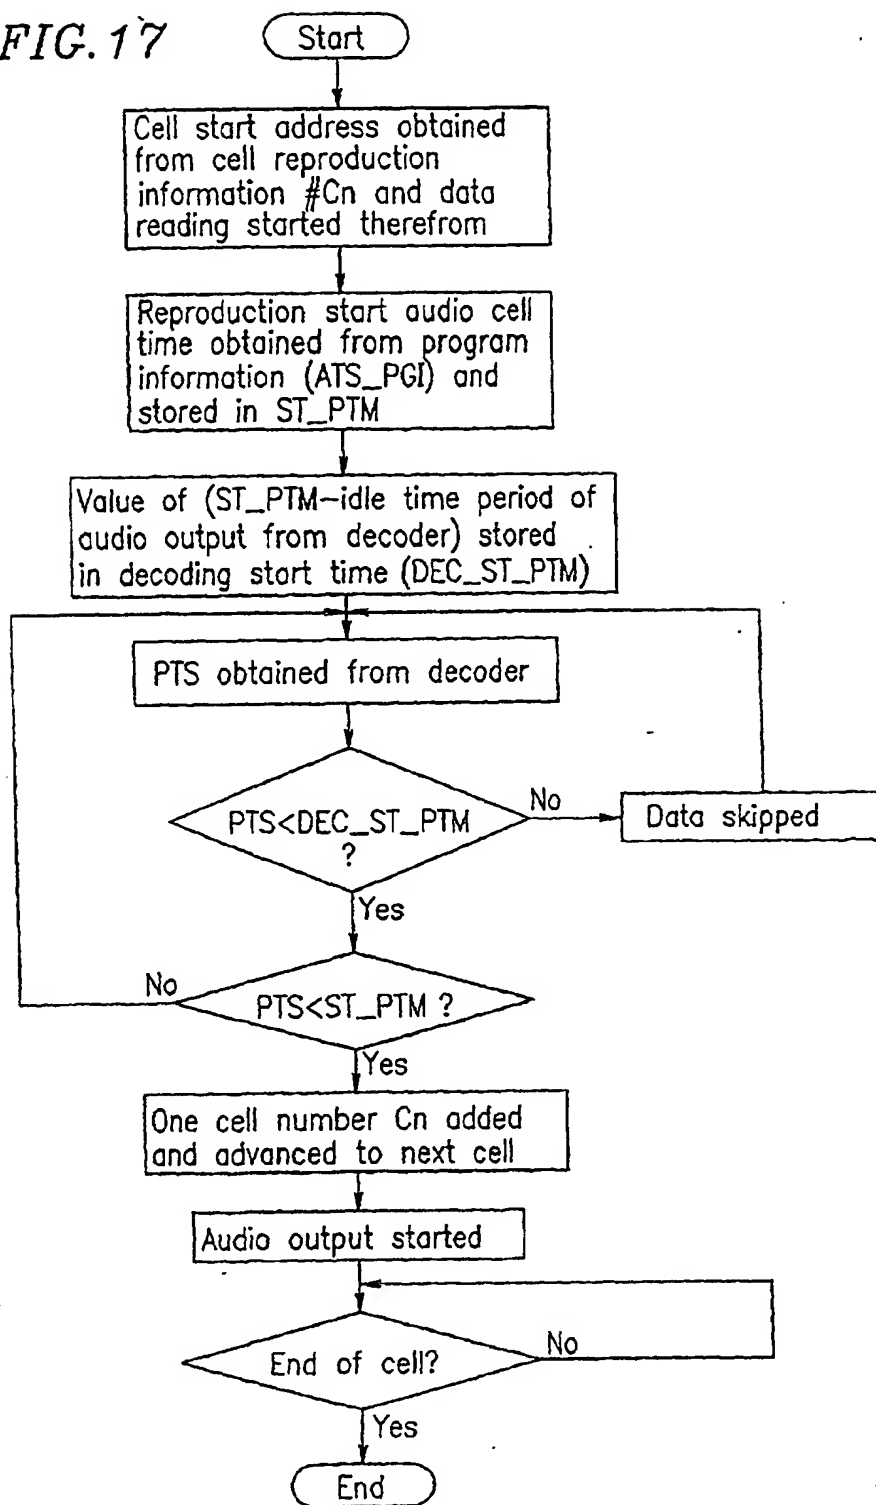 FIG. 17
Start
Cell start address obtained
from cell reproduction
information #Cn and data
reading started therefrom
Reproduction start audio cell
time obtained from program
information (ATS_PGI) and
stored in ST_PTM
Value of (ST_PTM-idle time period of
audio output from decoder) stored
in decoding start time (DEC_ST_PTM)
PTS obtained from decoder
PTS<DEC_ST_PTM
?
No
Data skipped
Yes
No
PTS<ST_PTM ?
Yes
One cell number Cn added
and advanced to next cell
Audio output started
End of cell?
No
Yes
End